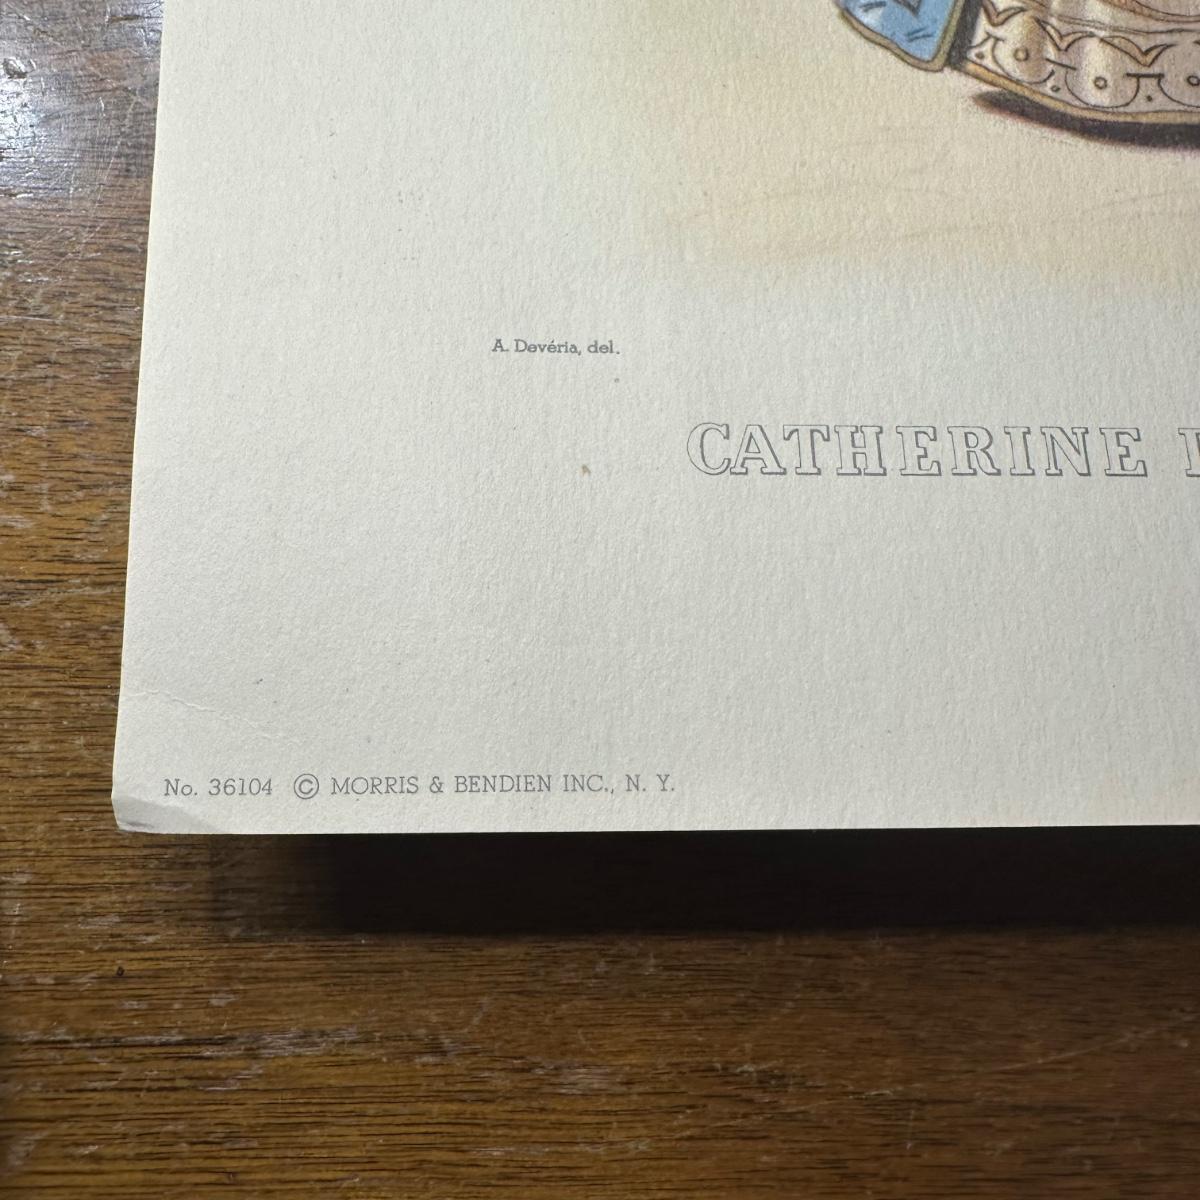 A. Devéria, del.
CATHERINE
No. 36104 © MORRIS & BENDIEN INC., N. Y.